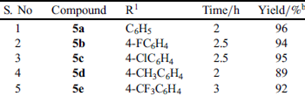 S. No Compound R¹ Time/h Yield/%ᵇ
1 5a C₆H₅ 2 96
2 5b 4-FC₆H₄ 2.5 94
3 5c 4-ClC₆H₄ 2.5 95
4 5d 4-CH₃C₆H₄ 2 89
5 5e 4-CF₃C₆H₄ 3 92